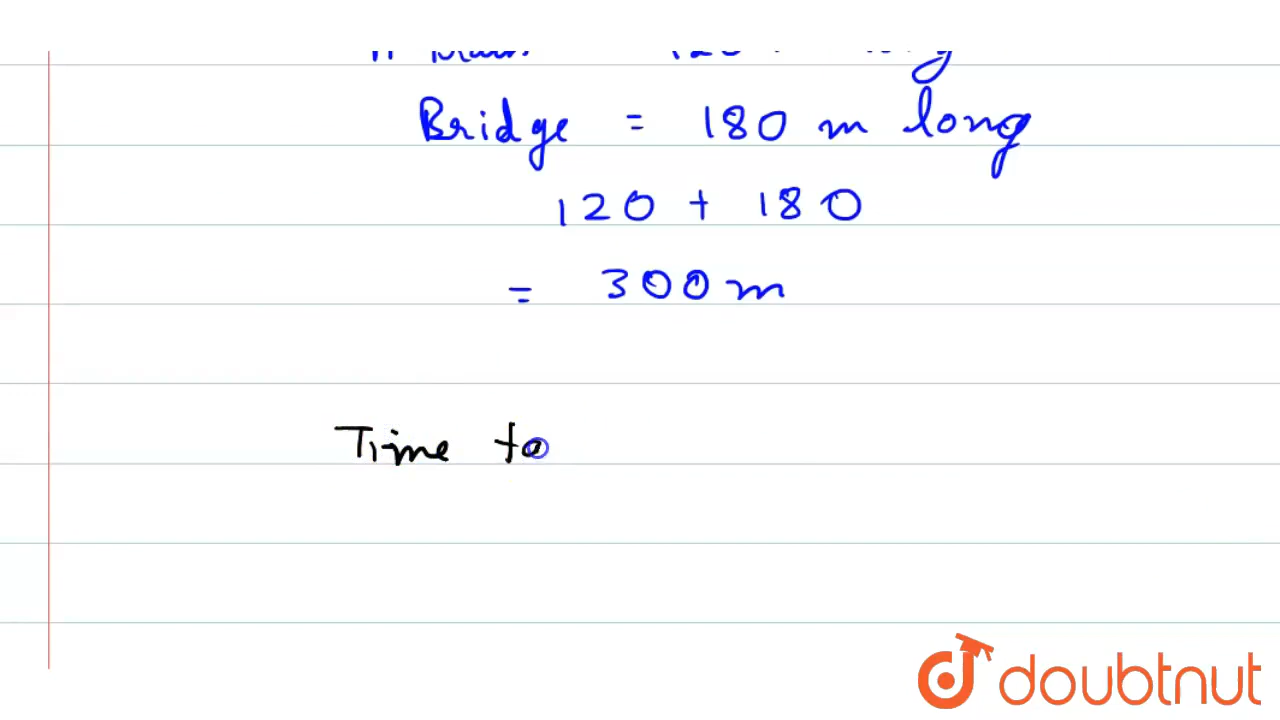 Bridge = 180 m long
120 + 180
= 300 m
Time to
doubtnut